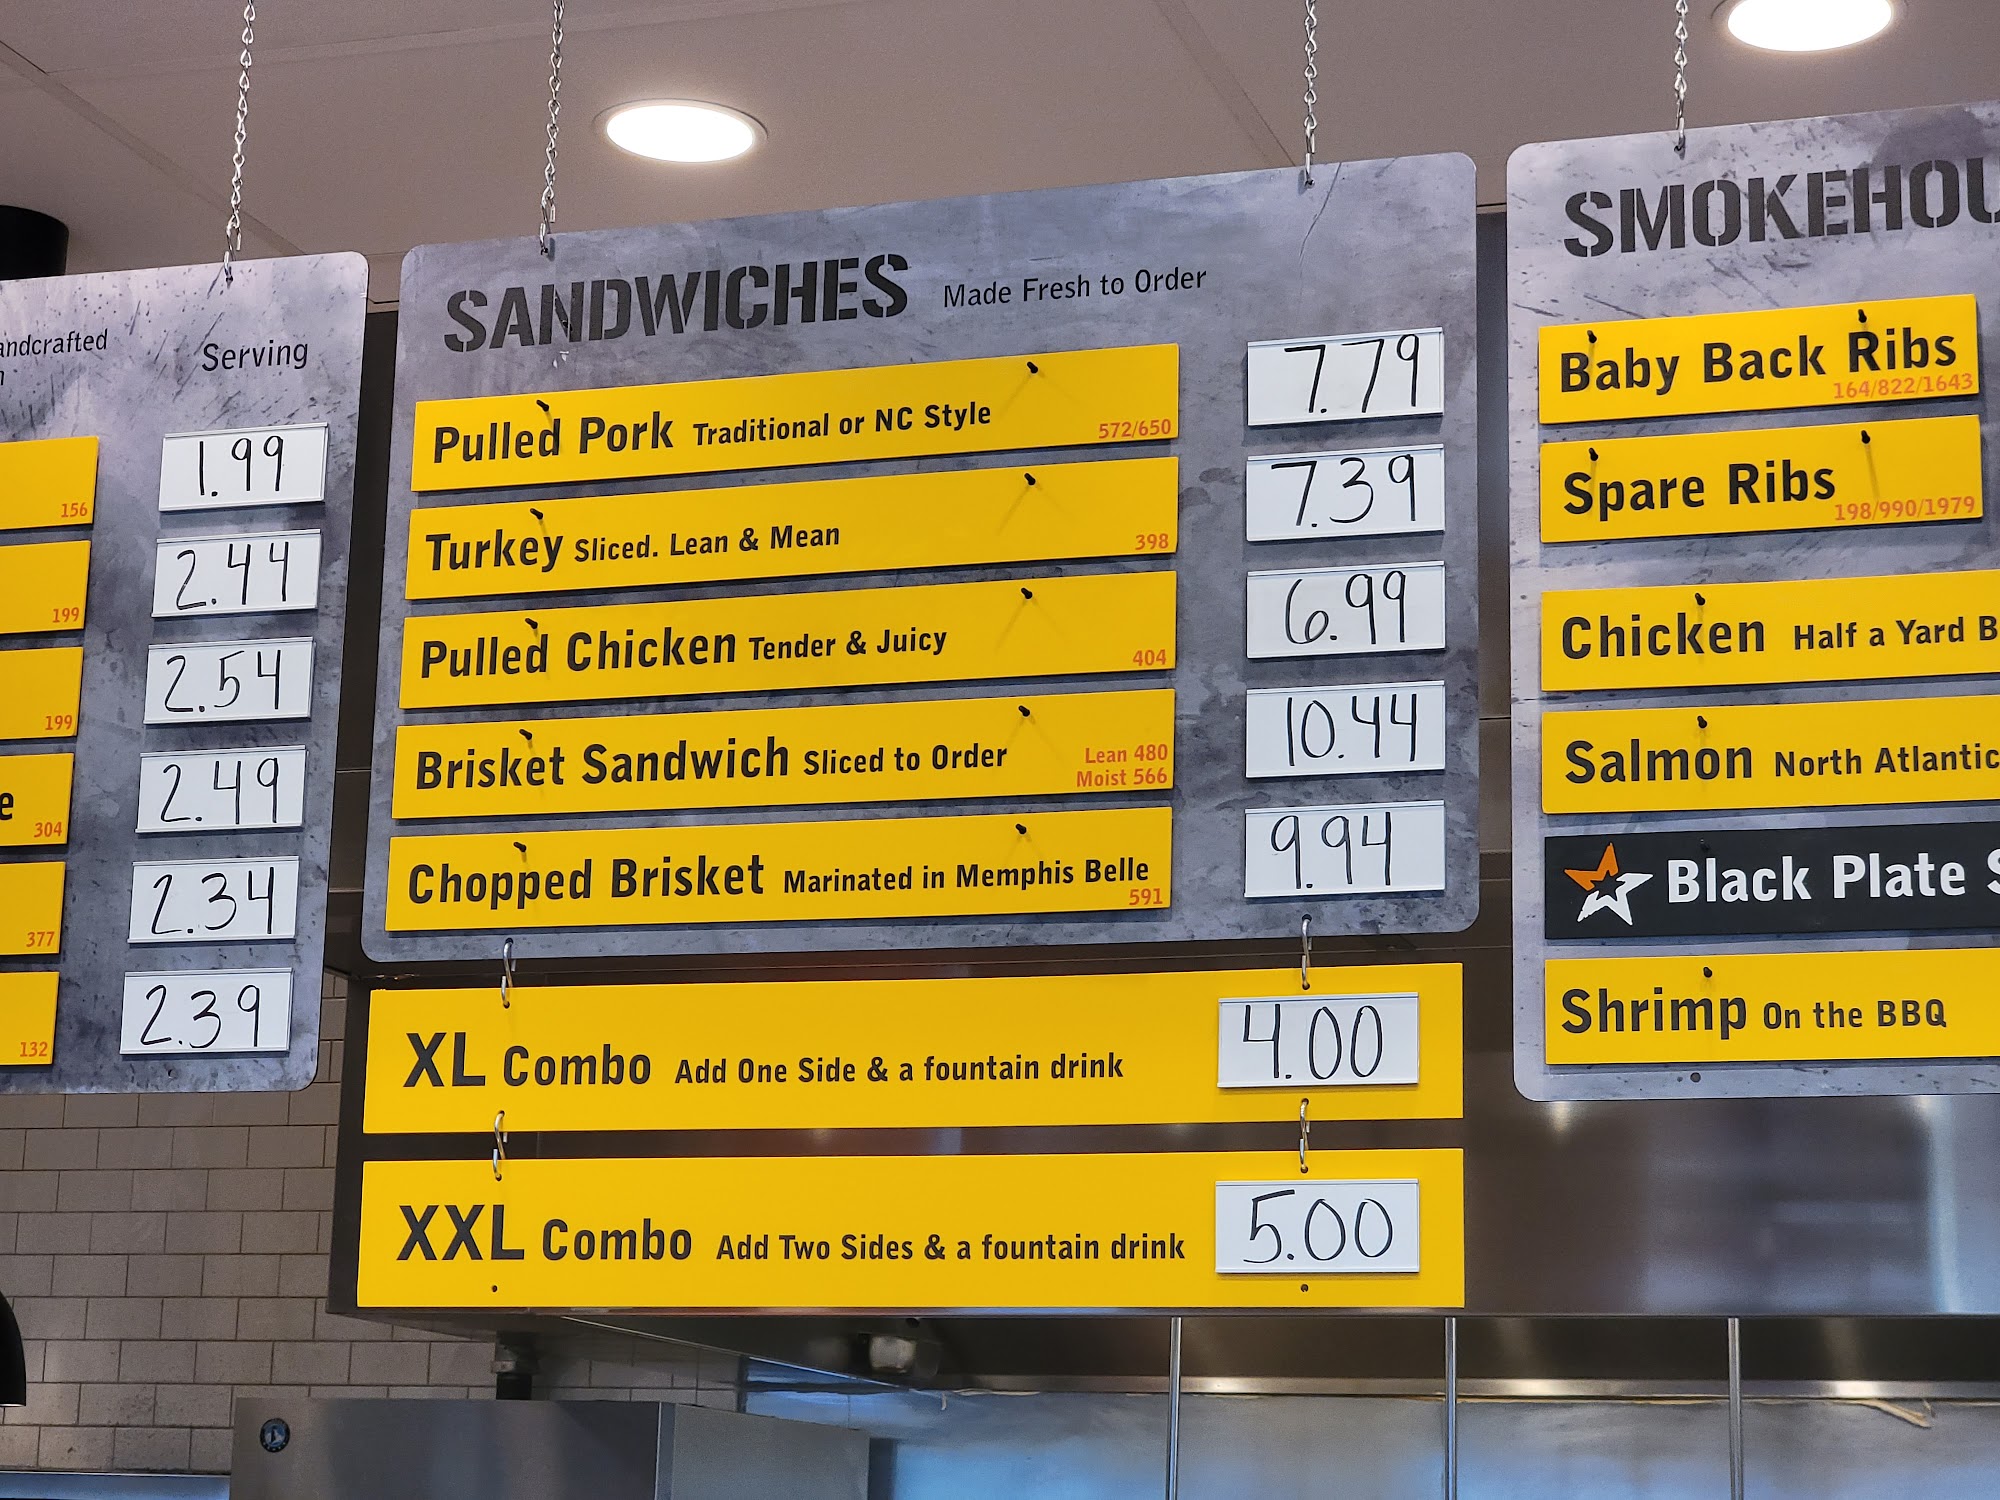 andcrafted
Serving
156
1.99
199
2.44
199
2.54
304
2.49
377
2.34
132
2.39
SANDWICHES Made Fresh to Order
Pulled Pork Traditional or NC Style 572/650 7.79
Turkey Sliced. Lean & Mean 398 7.39
Pulled Chicken Tender & Juicy 404 6.99
Brisket Sandwich Sliced to Order Lean 480 10.44
Moist 566
Chopped Brisket Marinated in Memphis Belle 9.94
591
XL Combo Add One Side & a fountain drink 4.00
XXL Combo Add Two Sides & a fountain drink 5.00
SMOKEHOU
Baby Back Ribs
164/822/1643
Spare Ribs
198/990/1979
Chicken Half a Yard B
Salmon North Atlantic
Black Plate S
Shrimp On the BBQ